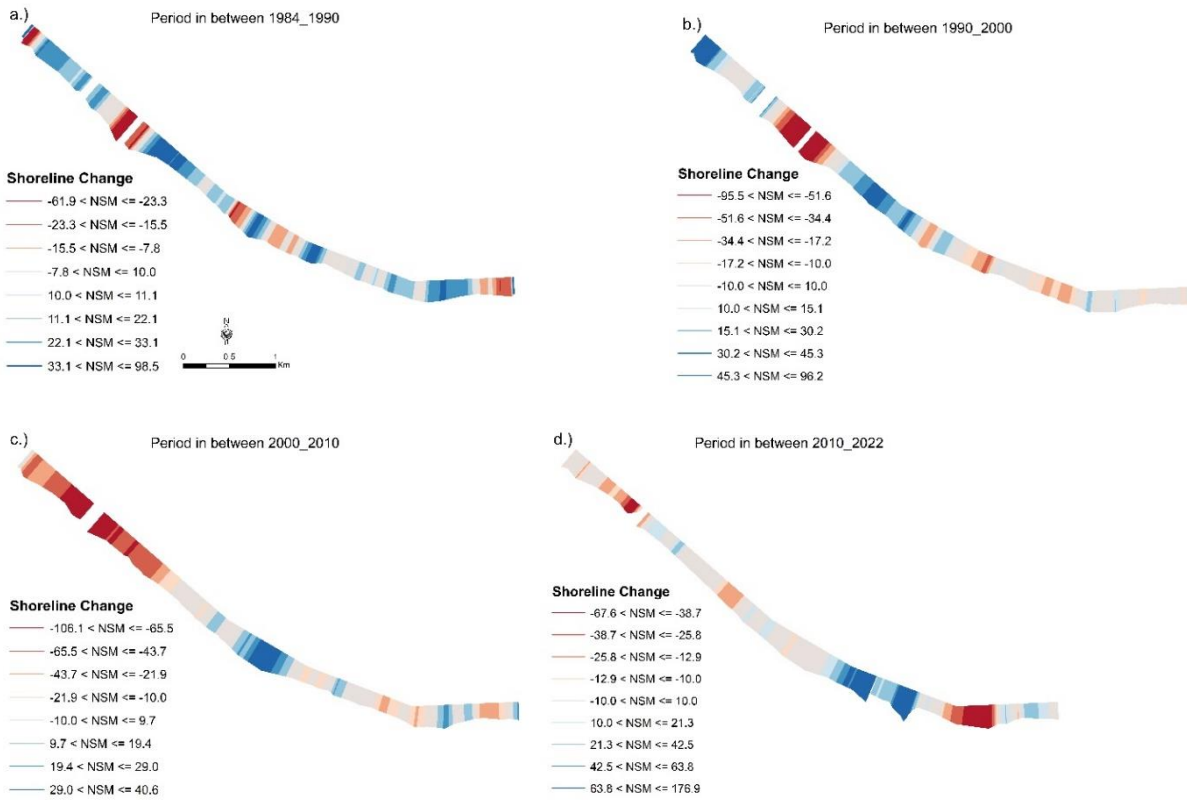 a.)
Period in between 1984_1990
Shoreline Change
-61.9 < NSM <= -23.3
-23.3 < NSM <= -15.5
-15.5 < NSM <= -7.8
-7.8 < NSM <= 10.0
10.0 < NSM <= 11.1
11.1 < NSM <= 22.1
22.1 < NSM <= 33.1
33.1 < NSM <= 98.5
N
0 0.5 1
Km
b.)
Period in between 1990_2000
Shoreline Change
-95.5 < NSM <= -51.6
-51.6 < NSM <= -34.4
-34.4 < NSM <= -17.2
-17.2 < NSM <= -10.0
-10.0 < NSM <= 10.0
10.0 < NSM <= 15.1
15.1 < NSM <= 30.2
30.2 < NSM <= 45.3
45.3 < NSM <= 96.2
c.)
Period in between 2000_2010
Shoreline Change
-106.1 < NSM <= -65.5
-65.5 < NSM <= -43.7
-43.7 < NSM <= -21.9
-21.9 < NSM <= -10.0
-10.0 < NSM <= 9.7
9.7 < NSM <= 19.4
19.4 < NSM <= 29.0
29.0 < NSM <= 40.6
d.)
Period in between 2010_2022
Shoreline Change
-67.6 < NSM <= -38.7
-38.7 < NSM <= -25.8
-25.8 < NSM <= -12.9
-12.9 < NSM <= -10.0
-10.0 < NSM <= 10.0
10.0 < NSM <= 21.3
21.3 < NSM <= 42.5
42.5 < NSM <= 63.8
63.8 < NSM <= 176.9